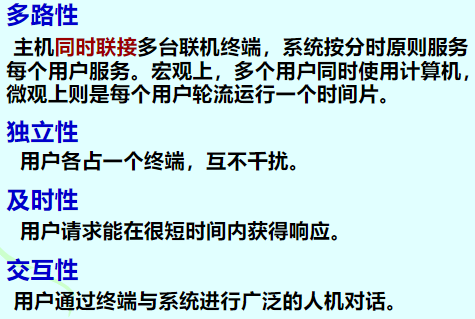 多路性
主机同时联接多台联机终端，系统按分时原则服务
每个用户服务。宏观上，多个用户同时使用计算机，
微观上则是每个用户轮流运行一个时间片。
独立性
用户各占一个终端，互不干扰。
及时性
用户请求能在很短时间内获得响应。
交互性
用户通过终端与系统进行广泛的人机对话。